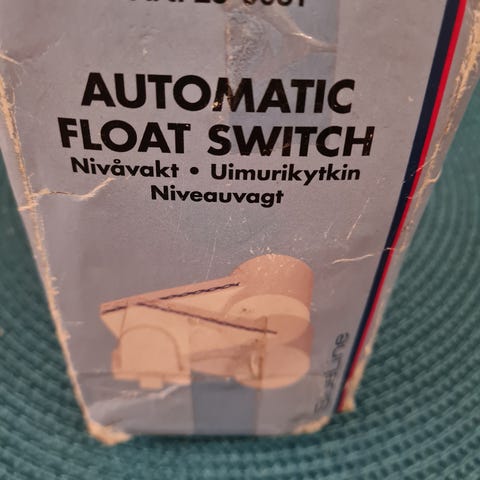 AUTOMATIC
FLOAT SWITCH
Nivåvakt • Uimurikytkin
Niveauvagt